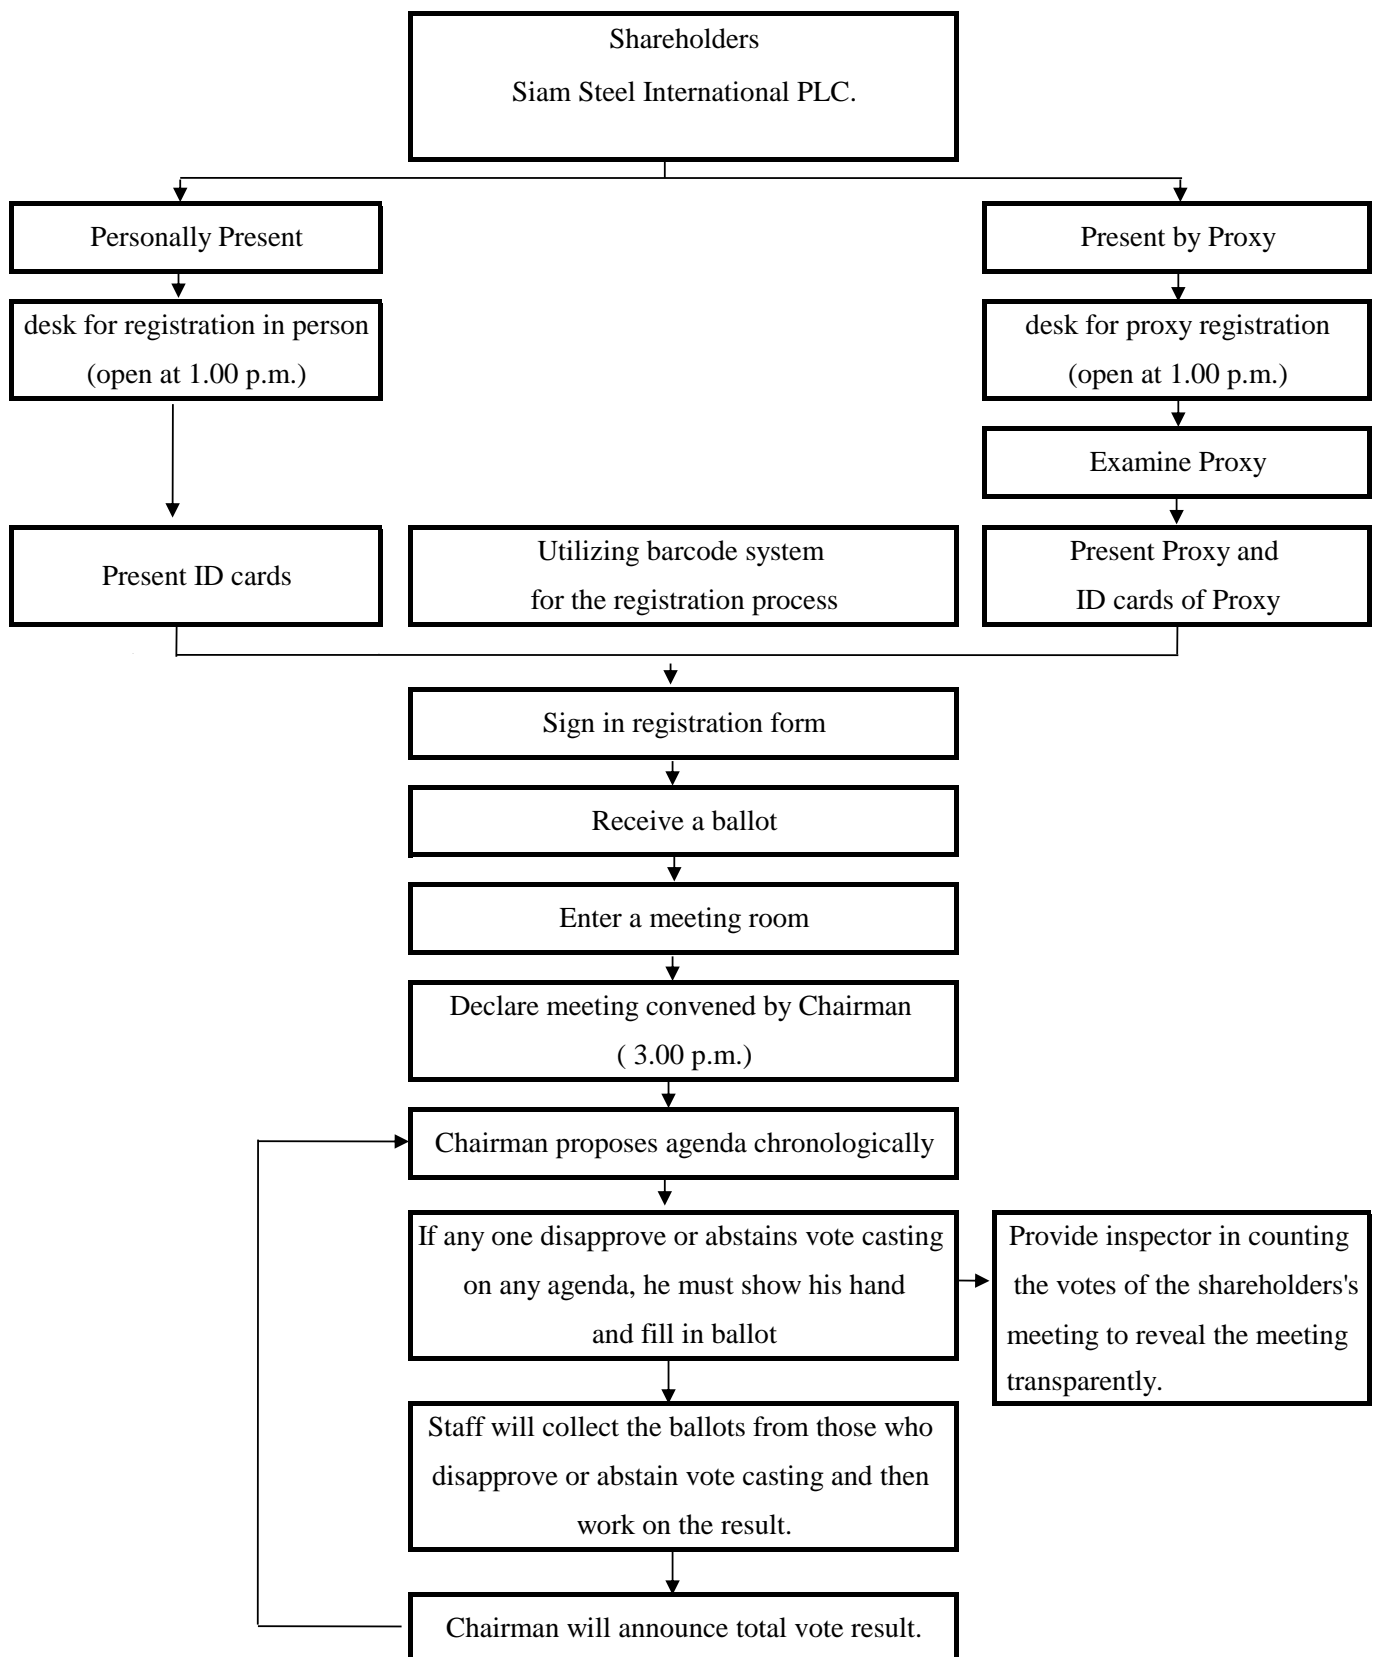 Shareholders
Siam Steel International PLC.
Personally Present
Present by Proxy
desk for registration in person
(open at 1.00 p.m.)
desk for proxy registration
(open at 1.00 p.m.)
Examine Proxy
Present ID cards
Utilizing barcode system
for the registration process
Present Proxy and
ID cards of Proxy
Sign in registration form
Receive a ballot
Enter a meeting room
Declare meeting convened by Chairman
( 3.00 p.m.)
Chairman proposes agenda chronologically
If any one disapprove or abstains vote casting
on any agenda, he must show his hand
and fill in ballot
Provide inspector in counting
the votes of the shareholders's
meeting to reveal the meeting
transparently.
Staff will collect the ballots from those who
disapprove or abstain vote casting and then
work on the result.
Chairman will announce total vote result.